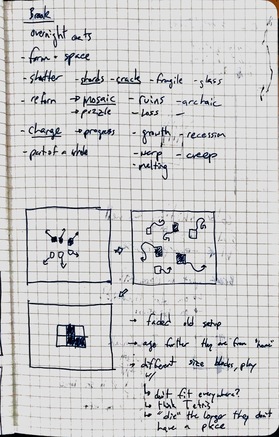 Break
overnight oats
- form - space
- shatter - shards - cracks - fragile - glass
- return → mosaic - ruins - archaic
→ puzzle - loss -
- change → progress - growth - recession
- part of a whole - warp - creep
- melting
→ faced old setup
→ age further they are from "home"
→ different size blocks, play
w/
↳ don't fit everywhere?
↳ think Tetris
↳ "die" the longer they don't
have a place